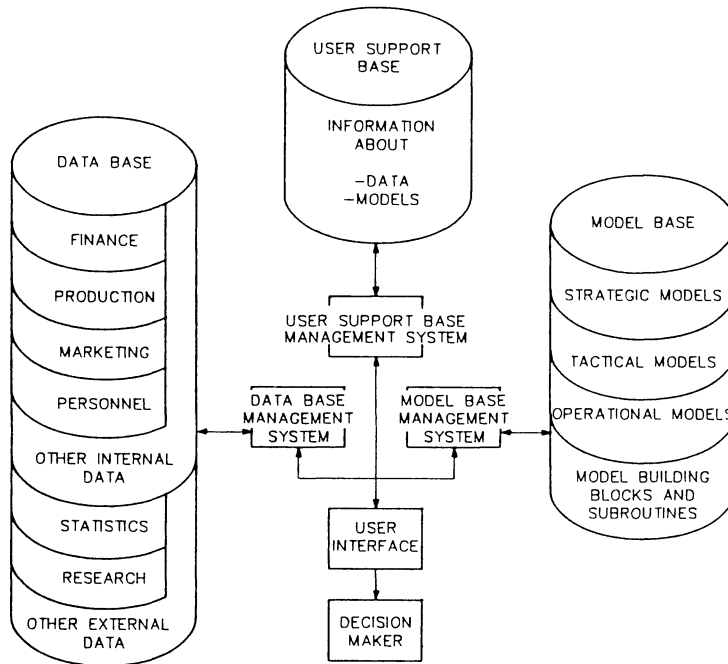 USER SUPPORT
BASE
INFORMATION
ABOUT
-DATA
-MODELS
DATA BASE
FINANCE
PRODUCTION
MARKETING
PERSONNEL
OTHER INTERNAL
DATA
STATISTICS
RESEARCH
OTHER EXTERNAL
DATA
USER SUPPORT BASE
MANAGEMENT SYSTEM
DATA BASE
MANAGEMENT
SYSTEM
MODEL BASE
MANAGEMENT
SYSTEM
USER
INTERFACE
DECISION
MAKER
MODEL BASE
STRATEGIC MODELS
TACTICAL MODELS
OPERATIONAL MODELS
MODEL BUILDING
BLOCKS AND
SUBROUTINES